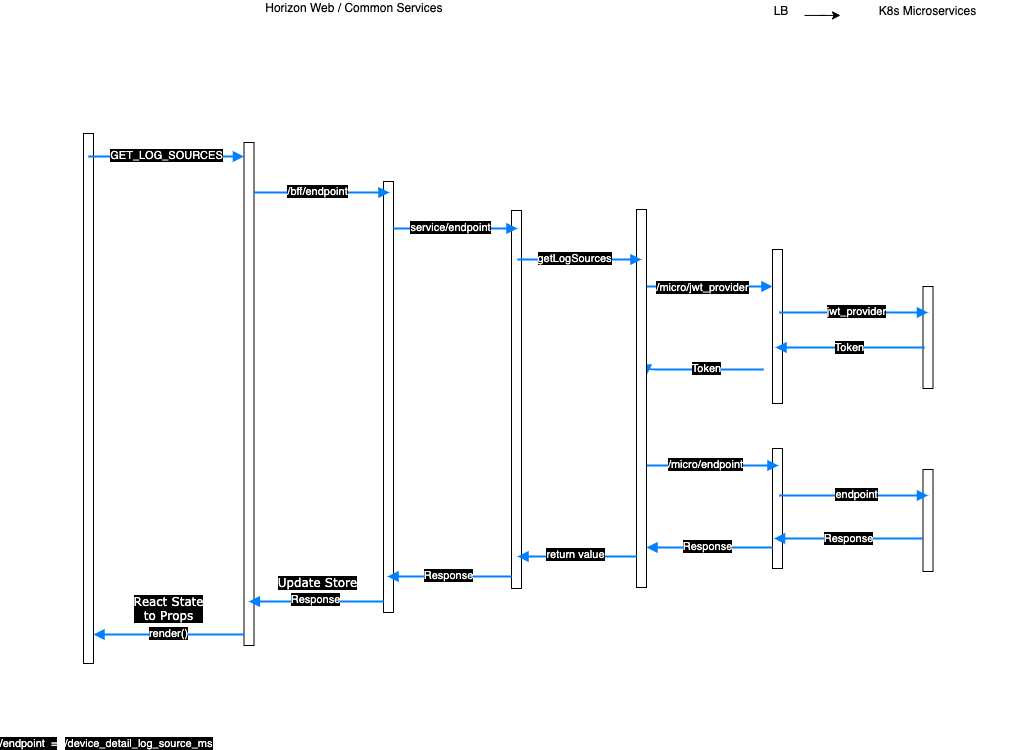 Horizon Web / Common Services
LB
K8s Microservices
GET_LOG_SOURCES
/bff/endpoint
service/endpoint
getLogSources
/micro/jwt_provider
jwt_provider
Token
Token
/micro/endpoint
endpoint
Response
Response
return value
Response
Update Store
Response
React State
to Props
render()
/endpoint = /device_detail_log_source_ms